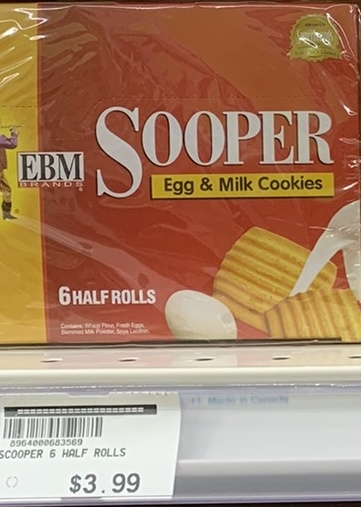 SOOPER
EBM
BRANDS
Egg & Milk Cookies
6 HALF ROLLS
Contains: Wheat Flour, Fresh Eggs,
Skimmed Milk Powder, Soya Lecithin.
Made in Canada
8964000683569
SCOOPER 6 HALF ROLLS
$3.99